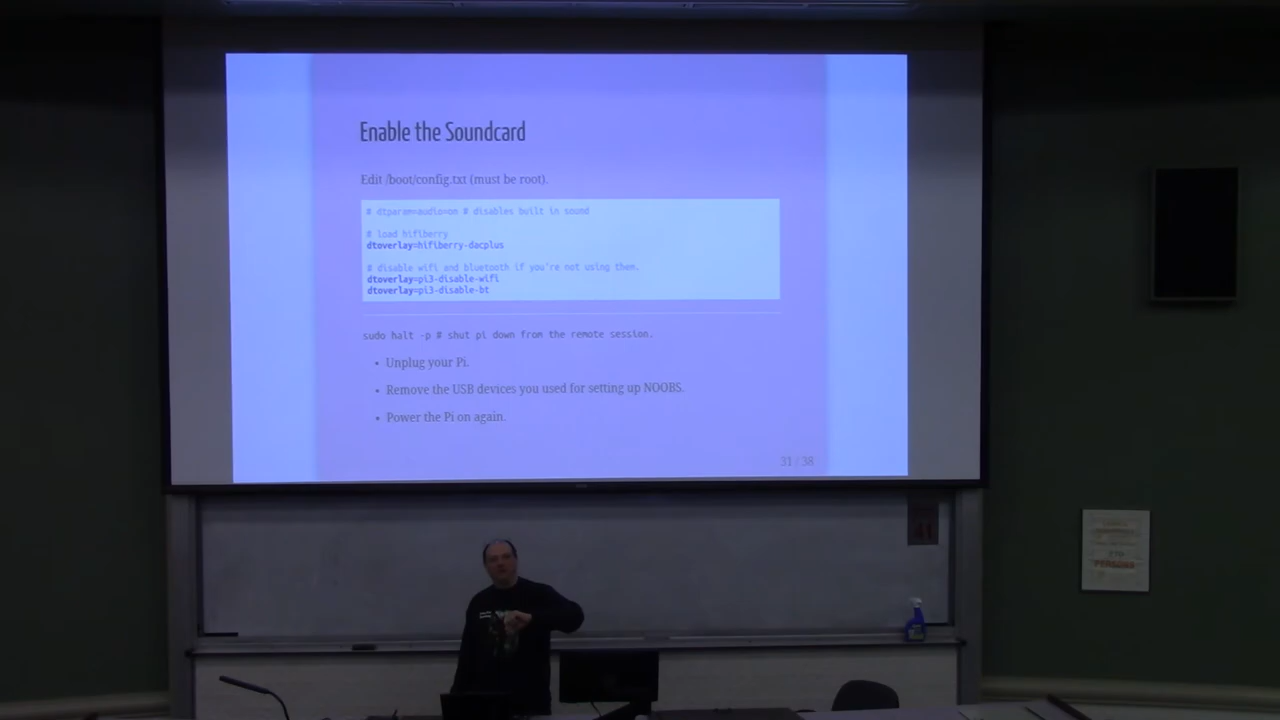 Enable the Soundcard
Edit /boot/config.txt (must be root).
# dtparam=audio=on # disables built in sound
# load hifiberry
dtoverlay=hifiberry-dacplus
# disable wifi and bluetooth if you're not using them.
dtoverlay=pi3-disable-wifi
dtoverlay=pi3-disable-bt
sudo halt -p # shut pi down from the remote session.
• Unplug your Pi.
• Remove the USB devices you used for setting up NOOBS.
• Power the Pi on again.
31 / 38
PERSONS